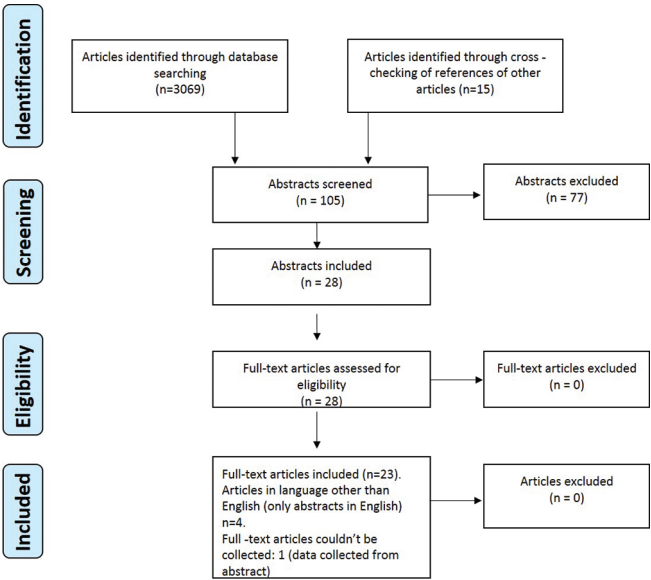 Identification
Articles identified through database
searching
(n=3069)
Articles identified through cross -
checking of references of other
articles (n=15)
Screening
Abstracts screened
(n = 105)
Abstracts excluded
(n = 77)
Abstracts included
(n = 28)
Eligibility
Full-text articles assessed for
eligibility
(n = 28)
Full-text articles excluded
(n = 0)
Included
Full-text articles included (n=23).
Articles in language other than
English (only abstracts in English)
n=4.
Full -text articles couldn't be
collected: 1 (data collected from
abstract)
Articles excluded
(n = 0)